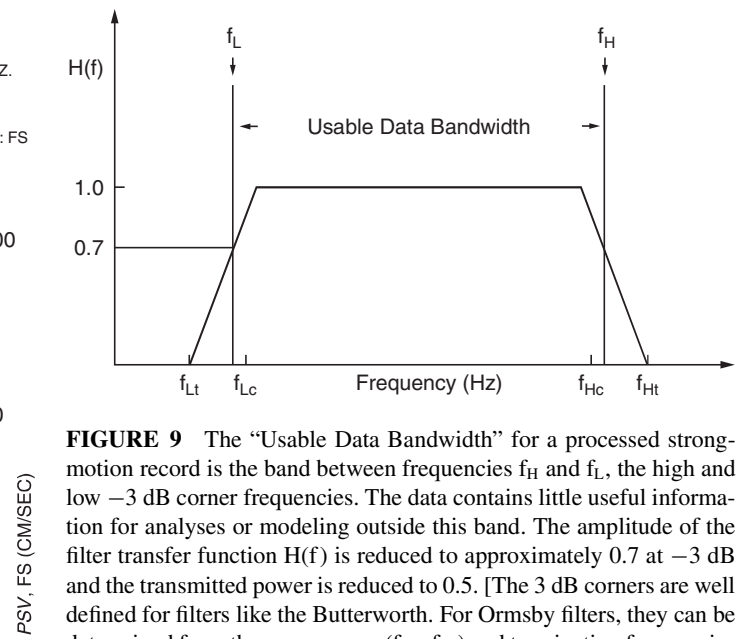 Z.
: FS
00
0
PSV, FS (CM/SEC)
f_L
f_H
H(f)
Usable Data Bandwidth
1.0
0.7
f_Lt
f_Lc
Frequency (Hz)
f_Hc
f_Ht
FIGURE 9 The “Usable Data Bandwidth” for a processed strong-
motion record is the band between frequencies f_H and f_L, the high and
low −3 dB corner frequencies. The data contains little useful informa-
tion for analyses or modeling outside this band. The amplitude of the
filter transfer function H(f) is reduced to approximately 0.7 at −3 dB
and the transmitted power is reduced to 0.5. [The 3 dB corners are well
defined for filters like the Butterworth. For Ormsby filters, they can be